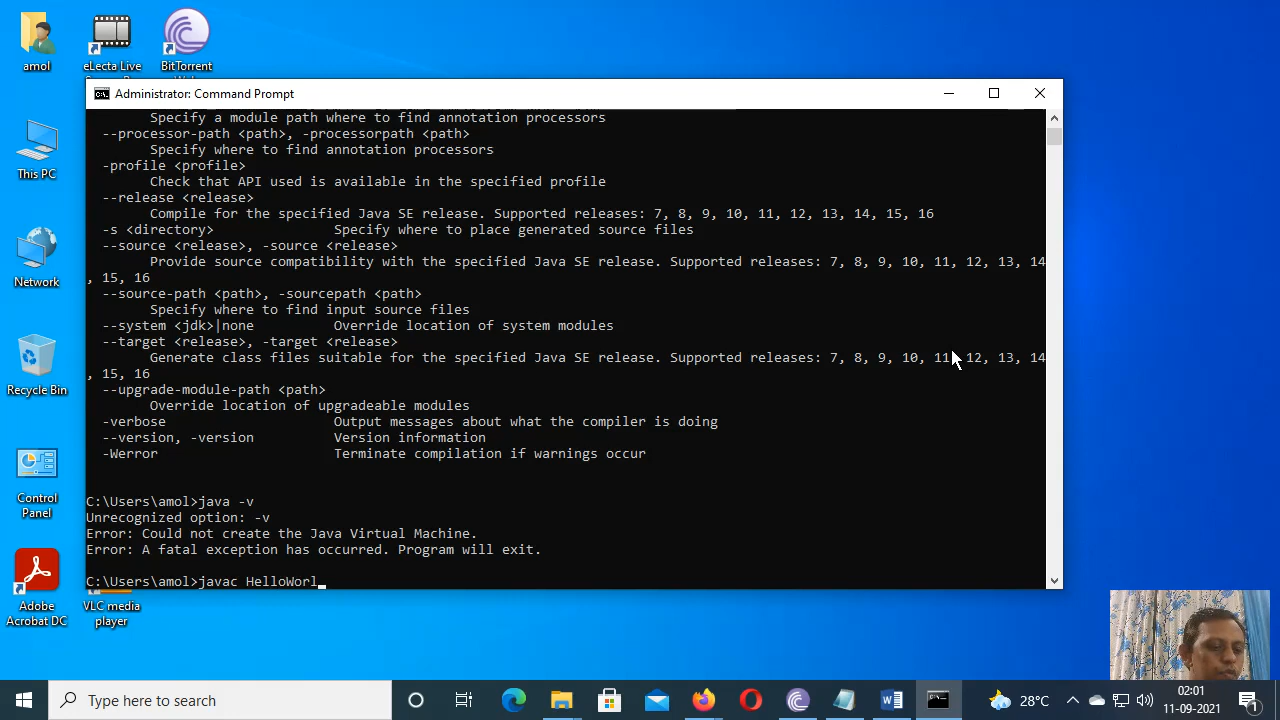 amol
eLecta Live
BitTorrent
Administrator: Command Prompt
Specify a module path where to find annotation processors
--processor-path <path>, -processorpath <path>
Specify where to find annotation processors
-profile <profile>
Check that API used is available in the specified profile
--release <release>
Compile for the specified Java SE release. Supported releases: 7, 8, 9, 10, 11, 12, 13, 14, 15, 16
-s <directory> Specify where to place generated source files
--source <release>, -source <release>
Provide source compatibility with the specified Java SE release. Supported releases: 7, 8, 9, 10, 11, 12, 13, 14
, 15, 16
--source-path <path>, -sourcepath <path>
Specify where to find input source files
--system <jdk>|none Override location of system modules
--target <release>, -target <release>
Generate class files suitable for the specified Java SE release. Supported releases: 7, 8, 9, 10, 11, 12, 13, 14
, 15, 16
--upgrade-module-path <path>
Override location of upgradeable modules
-verbose Output messages about what the compiler is doing
--version, -version Version information
-Werror Terminate compilation if warnings occur
C:\Users\amol>java -v
Unrecognized option: -v
Error: Could not create the Java Virtual Machine.
Error: A fatal exception has occurred. Program will exit.
C:\Users\amol>javac HelloWorl_
This PC
Network
Recycle Bin
Control
Panel
Adobe
Acrobat DC
VLC media
player
Type here to search
28°C
02:01
11-09-2021
1